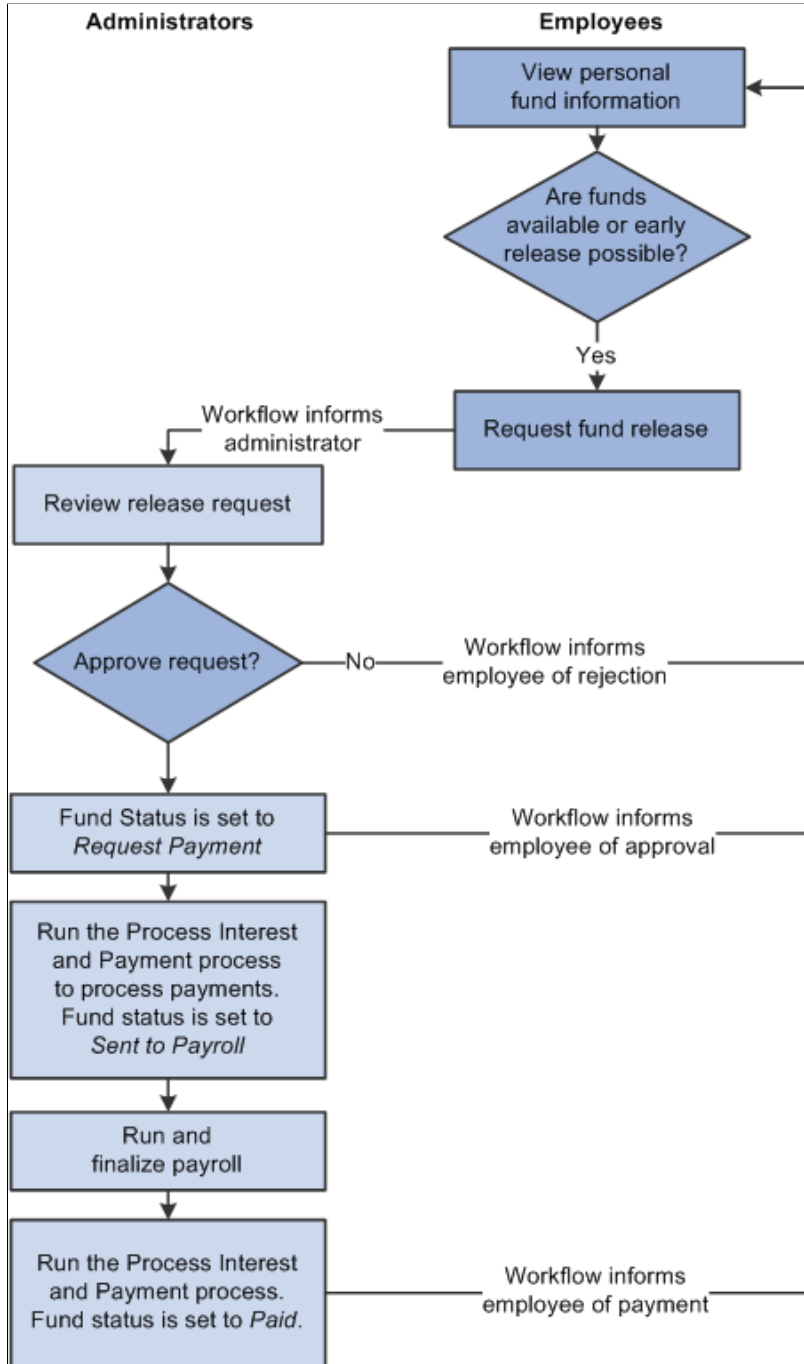 Administrators
Employees
View personal
fund information
Are funds
available or early
release possible?
Yes
Request fund release
Workflow informs
administrator
Review release request
Approve request?
No
Workflow informs
employee of rejection
Fund Status is set to
Request Payment
Workflow informs
employee of approval
Run the Process Interest
and Payment process
to process payments.
Fund status is set to
Sent to Payroll
Run and
finalize payroll
Run the Process Interest
and Payment process.
Fund status is set to Paid.
Workflow informs
employee of payment